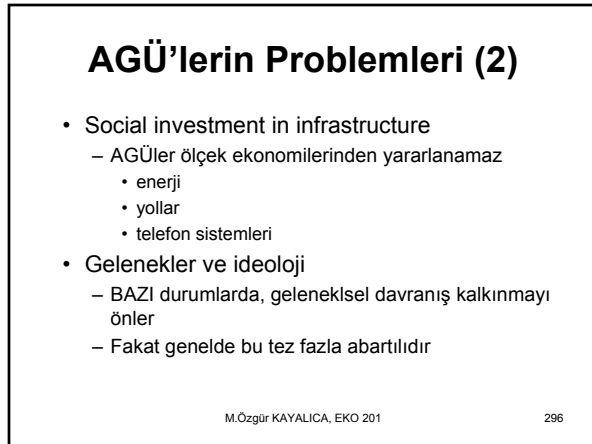 AGÜ’lerin Problemleri (2)
• Social investment in infrastructure
– AGÜler ölçek ekonomilerinden yararlanamaz
• enerji
• yollar
• telefon sistemleri
• Gelenekler ve ideoloji
– BAZI durumlarda, geleneklsel davranış kalkınmayı
önler
– Fakat genelde bu tez fazla abartılıdır
M.Özgür KAYALICA, EKO 201 296